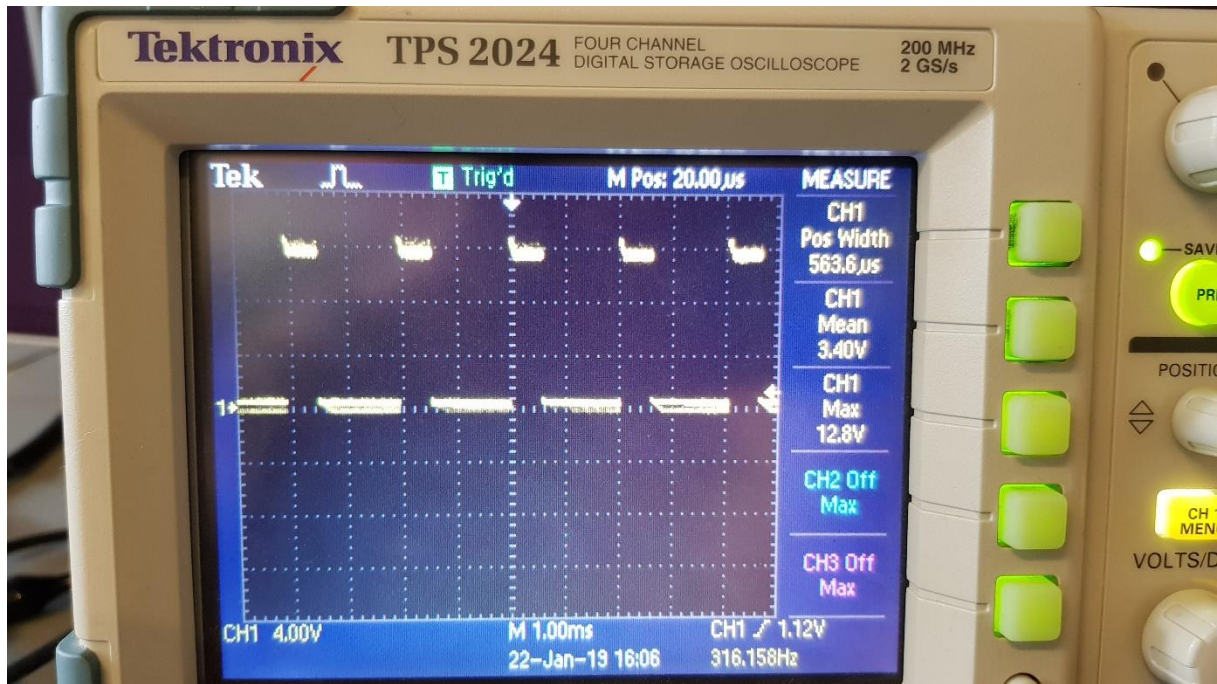 Tektronix TPS 2024 FOUR CHANNEL
DIGITAL STORAGE OSCILLOSCOPE
200 MHz
2 GS/s
Tek Trig'd M Pos: 20.00µs MEASURE
CH1
Pos Width
563.6µs
CH1
Mean
3.40V
CH1
Max
12.8V
CH2 Off
Max
CH3 Off
Max
CH1 4.00V M 1.00ms CH1 1.12V
22-Jan-19 16:06 316.158Hz
1
T